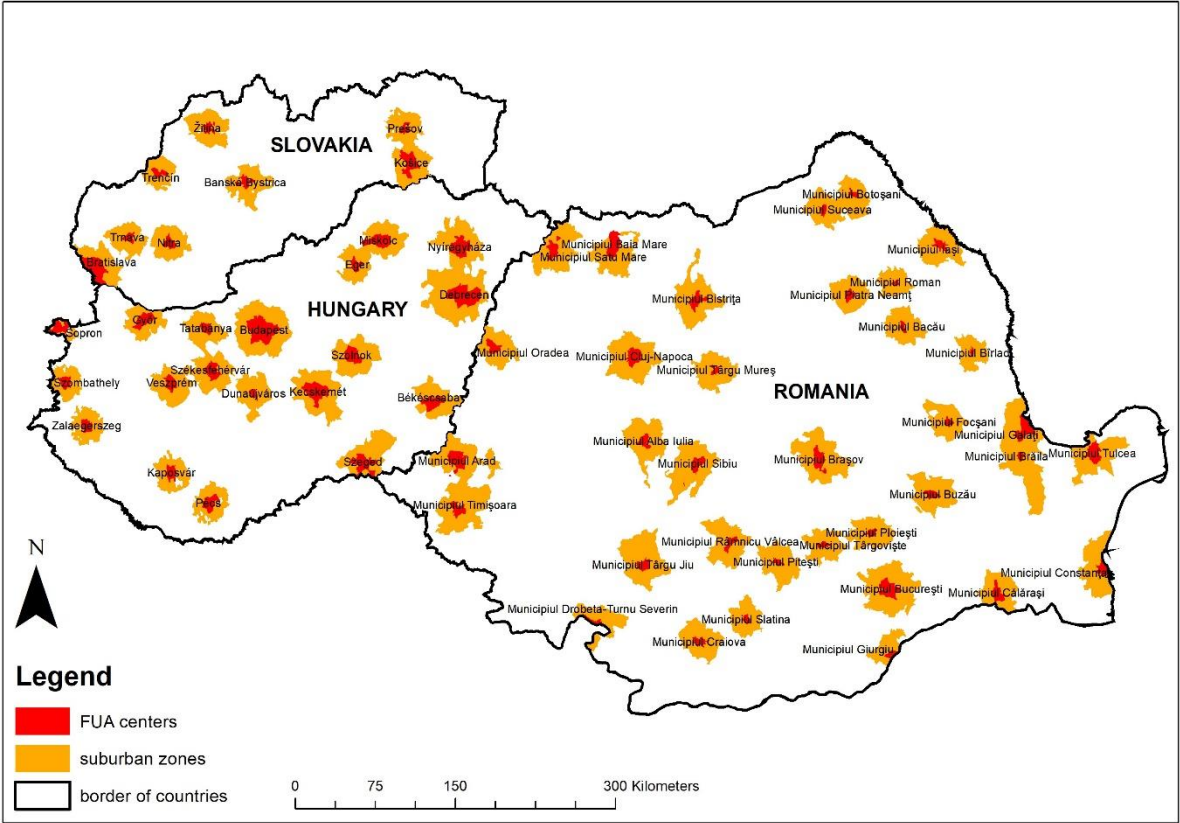 Žilina
SLOVAKIA
Prešov
Košice
Trenčín
Banská Bystrica
Trnava
Nitra
Bratislava
Miskolc
Nyíregyháza
Eger
Debrecen
HUNGARY
Sopron
Győr
Tatabánya
Budapest
Szolnok
Szombathely
Veszprém
Székesfehérvár
Dunaújváros
Kecskemét
Békéscsaba
Zalaegerszeg
Kaposvár
Pécs
Szeged
Municipiul Botoşani
Municipiul Suceava
Municipiul Iaşi
Municipiul Baia Mare
Municipiul Satu Mare
Municipiul Bistriţa
Municipiul Roman
Municipiul Piatra Neamţ
Municipiul Bacău
Municipiul Oradea
Municipiul Cluj-Napoca
Municipiul Târgu Mureş
Municipiul Bîrlad
ROMANIA
Municipiul Focşani
Municipiul Galaţi
Municipiul Brăila
Municipiul Tulcea
Municipiul Alba Iulia
Municipiul Sibiu
Municipiul Braşov
Municipiul Arad
Municipiul Timişoara
Municipiul Buzău
Municipiul Ploieşti
Municipiul Târgovişte
Municipiul Râmnicu Vâlcea
Municipiul Piteşti
Municipiul Târgu Jiu
Municipiul Bucureşti
Municipiul Călăraşi
Municipiul Constanţa
Municipiul Drobeta-Turnu Severin
Municipiul Slatina
Municipiul Craiova
Municipiul Giurgiu
N
Legend
FUA centers
suburban zones
border of countries
0 75 150 300 Kilometers